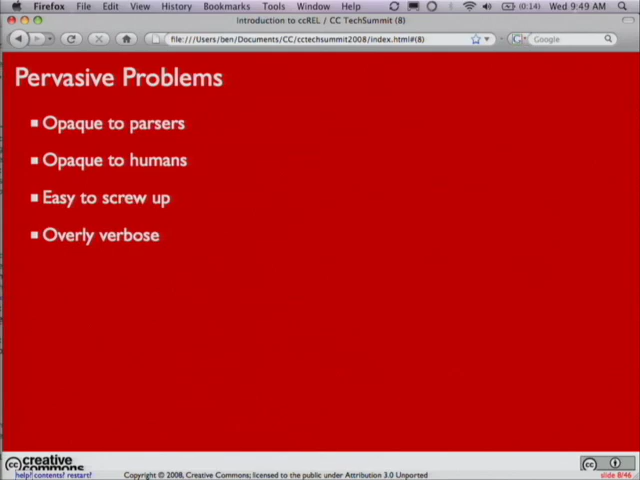 Firefox File Edit View History Bookmarks Tools Window Help (0:14) Wed 9:49 AM
Introduction to ccREL / CC TechSummit (8)
file:///Users/ben/Documents/CC/cctechsummit2008/index.html#(8) Google
Pervasive Problems
Opaque to parsers
Opaque to humans
Easy to screw up
Overly verbose
cc creative commons
help! contents! restart! Copyright © 2008, Creative Commons; licensed to the public under Attribution 3.0 Unported slide 8/46